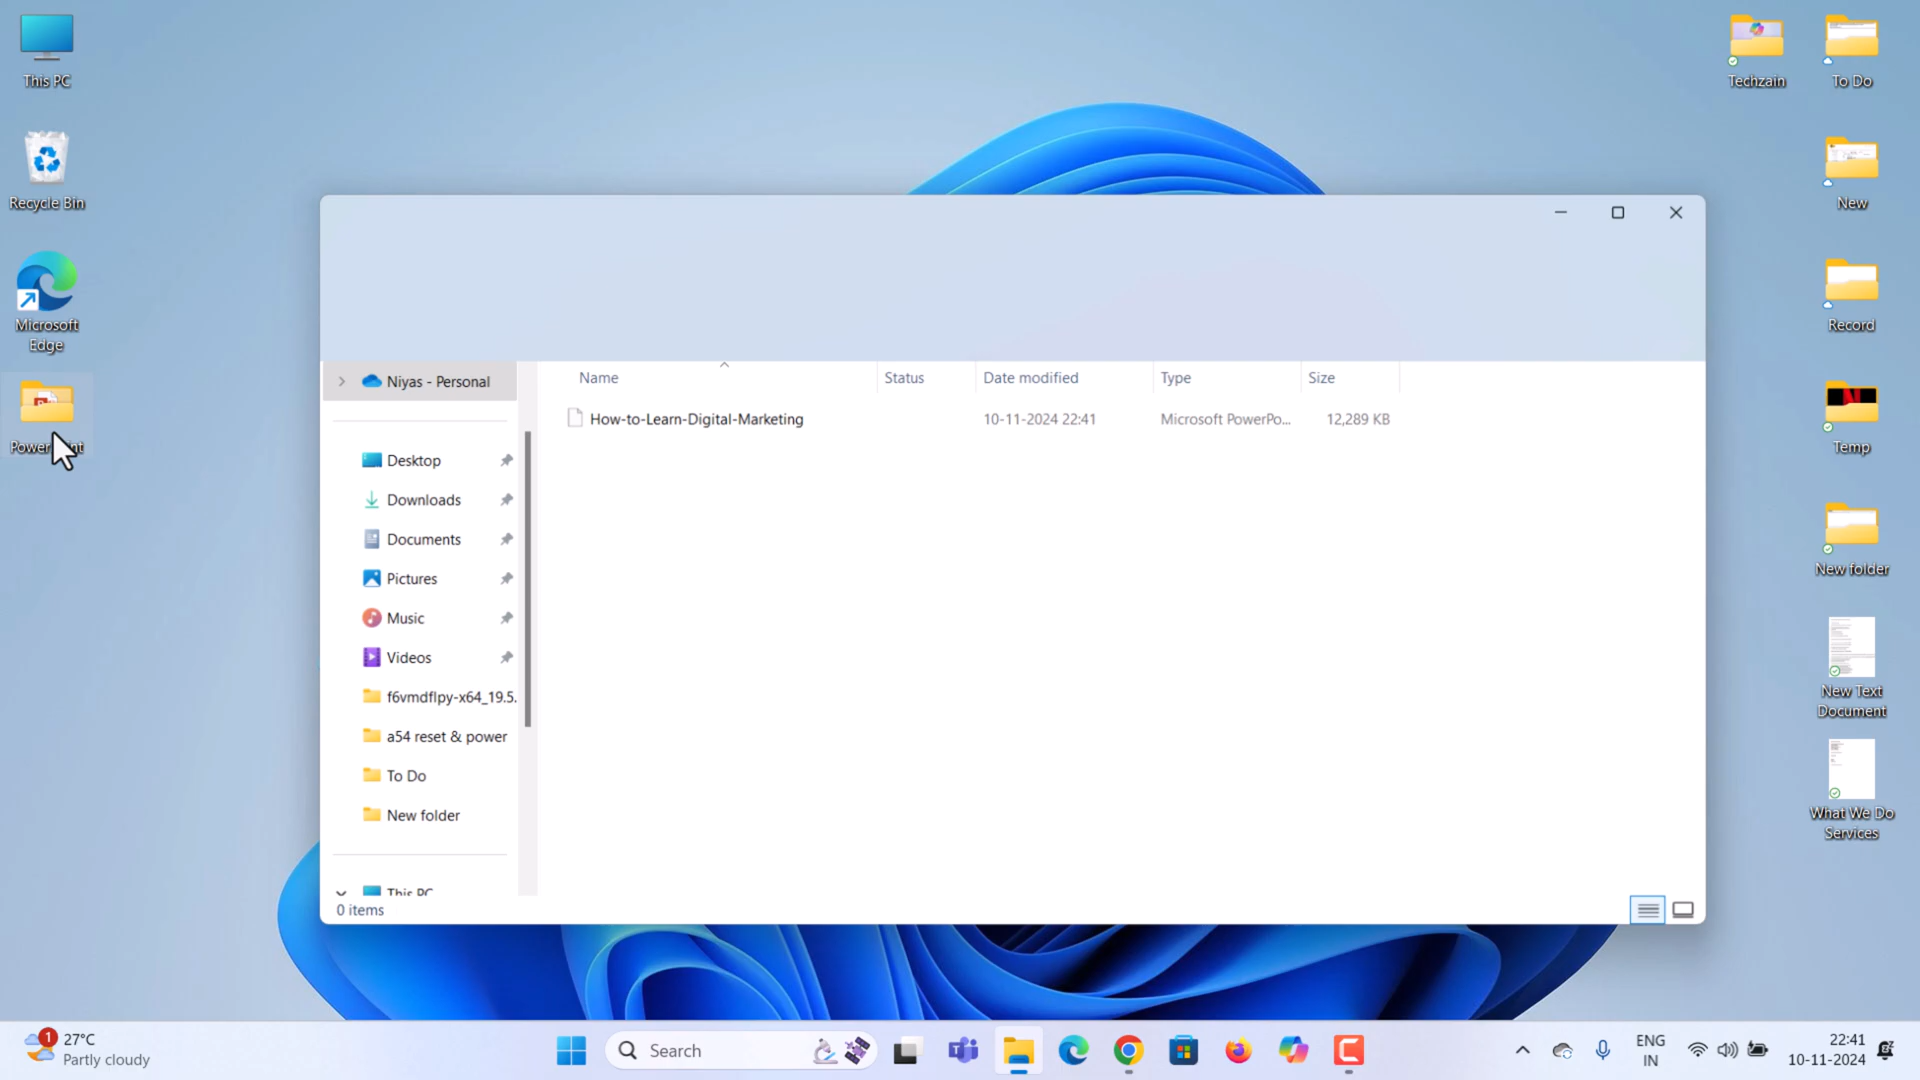 This PC
Recycle Bin
Microsoft
Edge
Techzain
To Do
New
Record
Temp
New folder
New Text
Document
What We Do
Services
Niyas - Personal
Desktop
Downloads
Documents
Pictures
Music
Videos
f6vmdflpy-x64_19.5.
a54 reset & power
To Do
New folder
This PC
0 items
Name Status Date modified Type Size
How-to-Learn-Digital-Marketing 10-11-2024 22:41 Microsoft PowerPo... 12,289 KB
1
27°C
Partly cloudy
Search
ENG
IN
22:41
10-11-2024